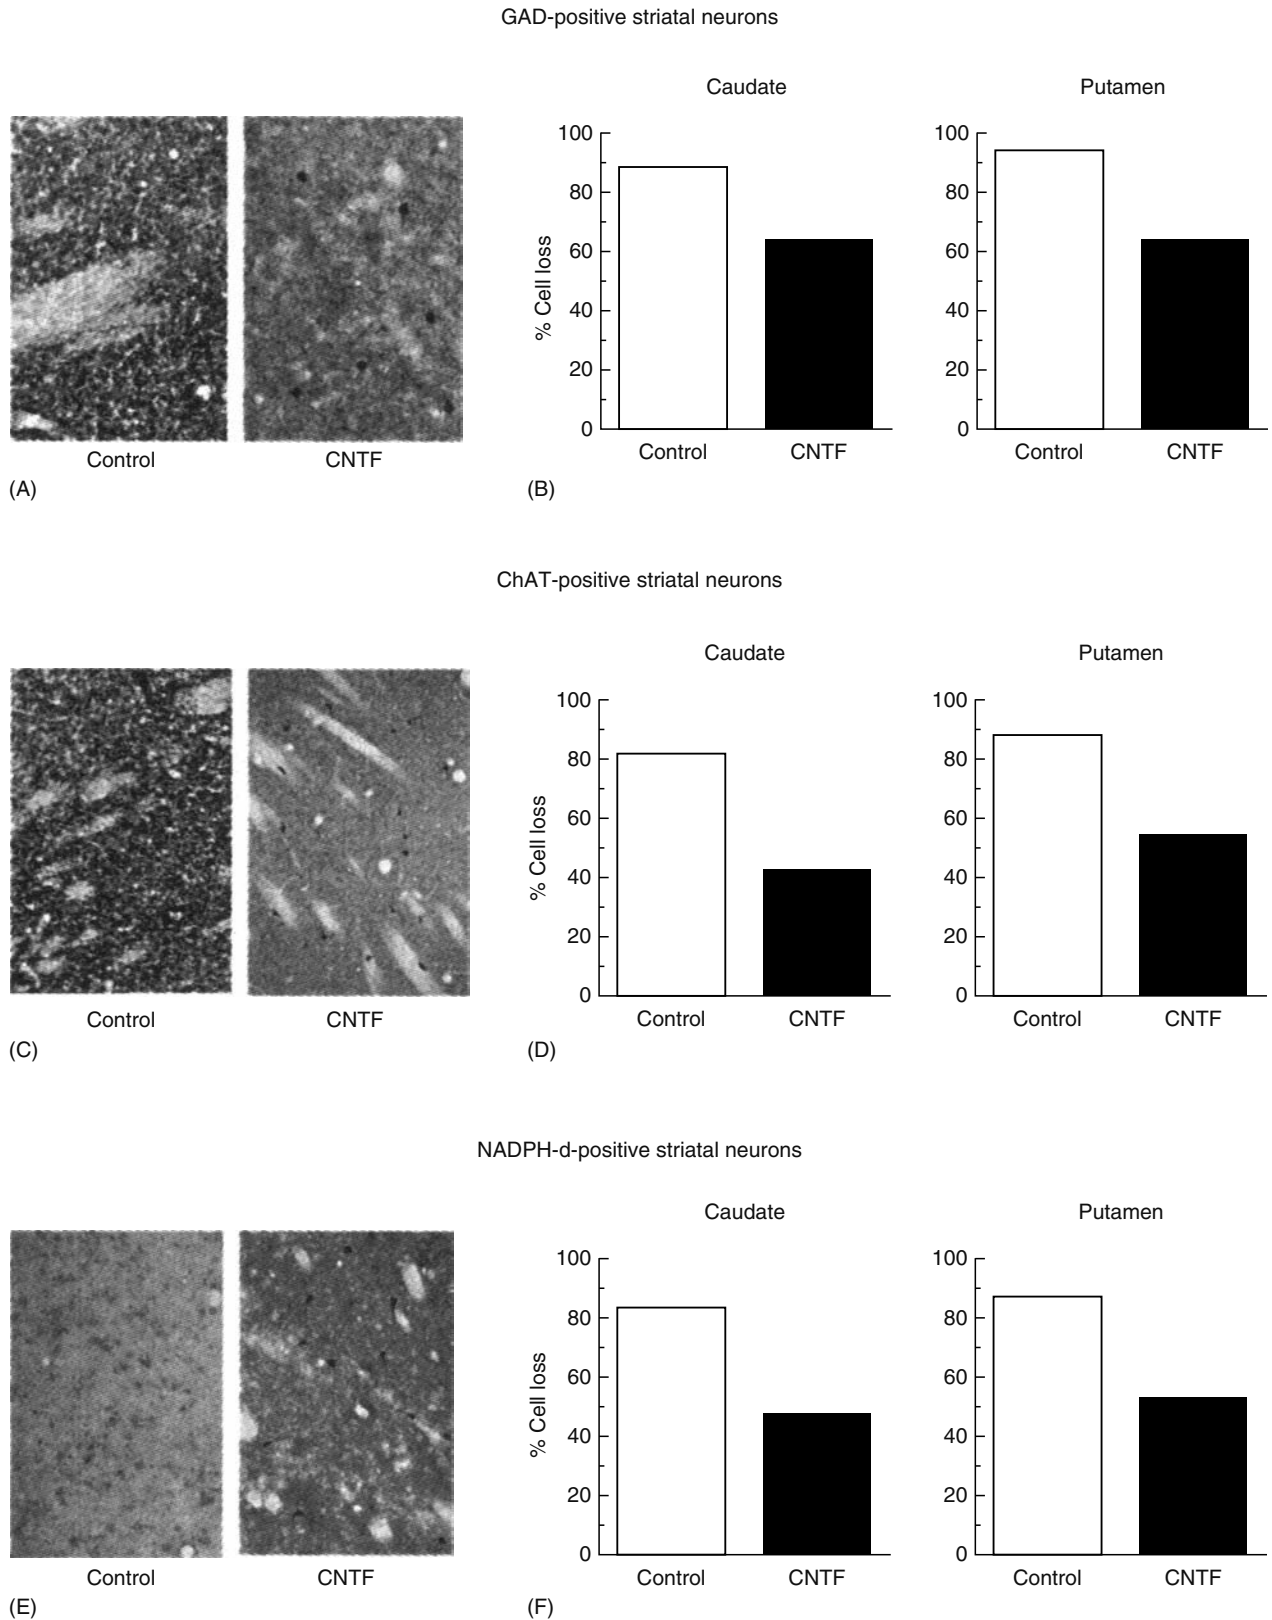 GAD-positive striatal neurons
Caudate
Putamen
100
80
60
40
20
0
% Cell loss
Control
CNTF
100
80
60
40
20
0
Control
CNTF
Control
CNTF
(A)
(B)
ChAT-positive striatal neurons
Caudate
Putamen
100
80
60
40
20
0
% Cell loss
Control
CNTF
100
80
60
40
20
0
Control
CNTF
Control
CNTF
(C)
(D)
NADPH-d-positive striatal neurons
Caudate
Putamen
100
80
60
40
20
0
% Cell loss
Control
CNTF
100
80
60
40
20
0
Control
CNTF
Control
CNTF
(E)
(F)